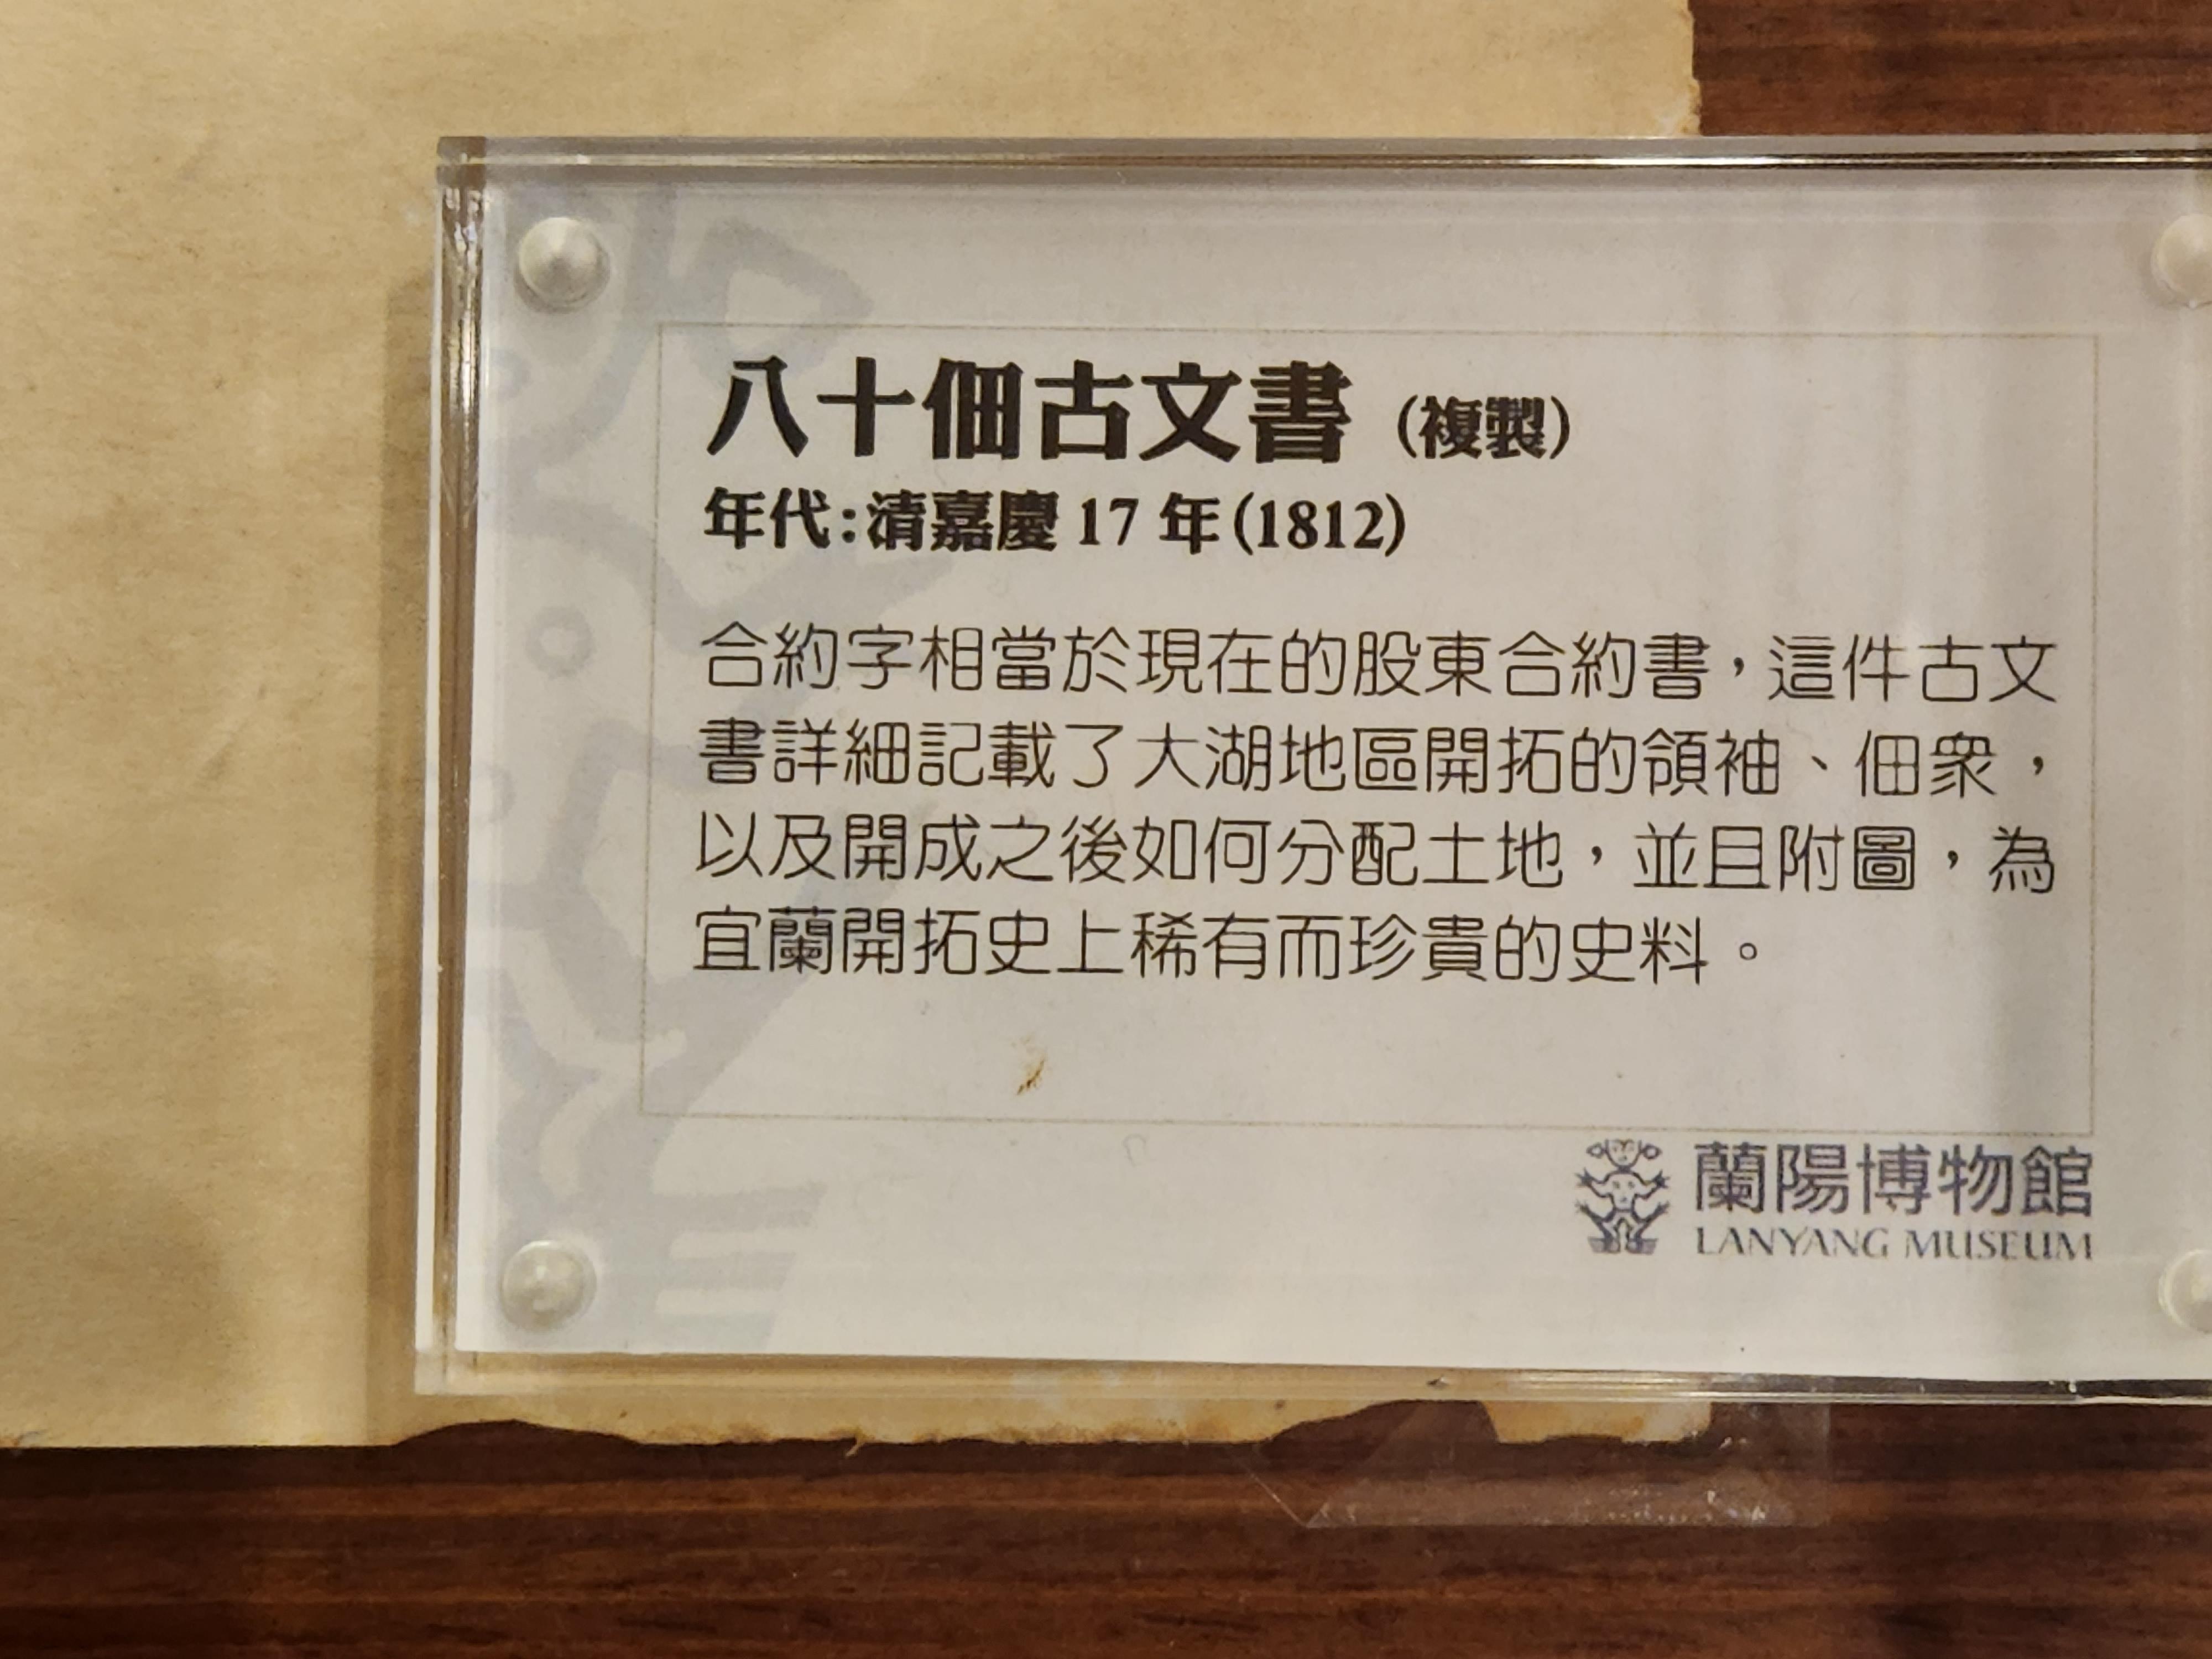 八十佃古文書 (複製)
年代:清嘉慶 17 年(1812)
合約字相當於現在的股東合約書，這件古文
書詳細記載了大湖地區開拓的領袖、佃眾，
以及開成之後如何分配土地，並且附圖，為
宜蘭開拓史上稀有而珍貴的史料。
蘭陽博物館
LANYANG MUSEUM